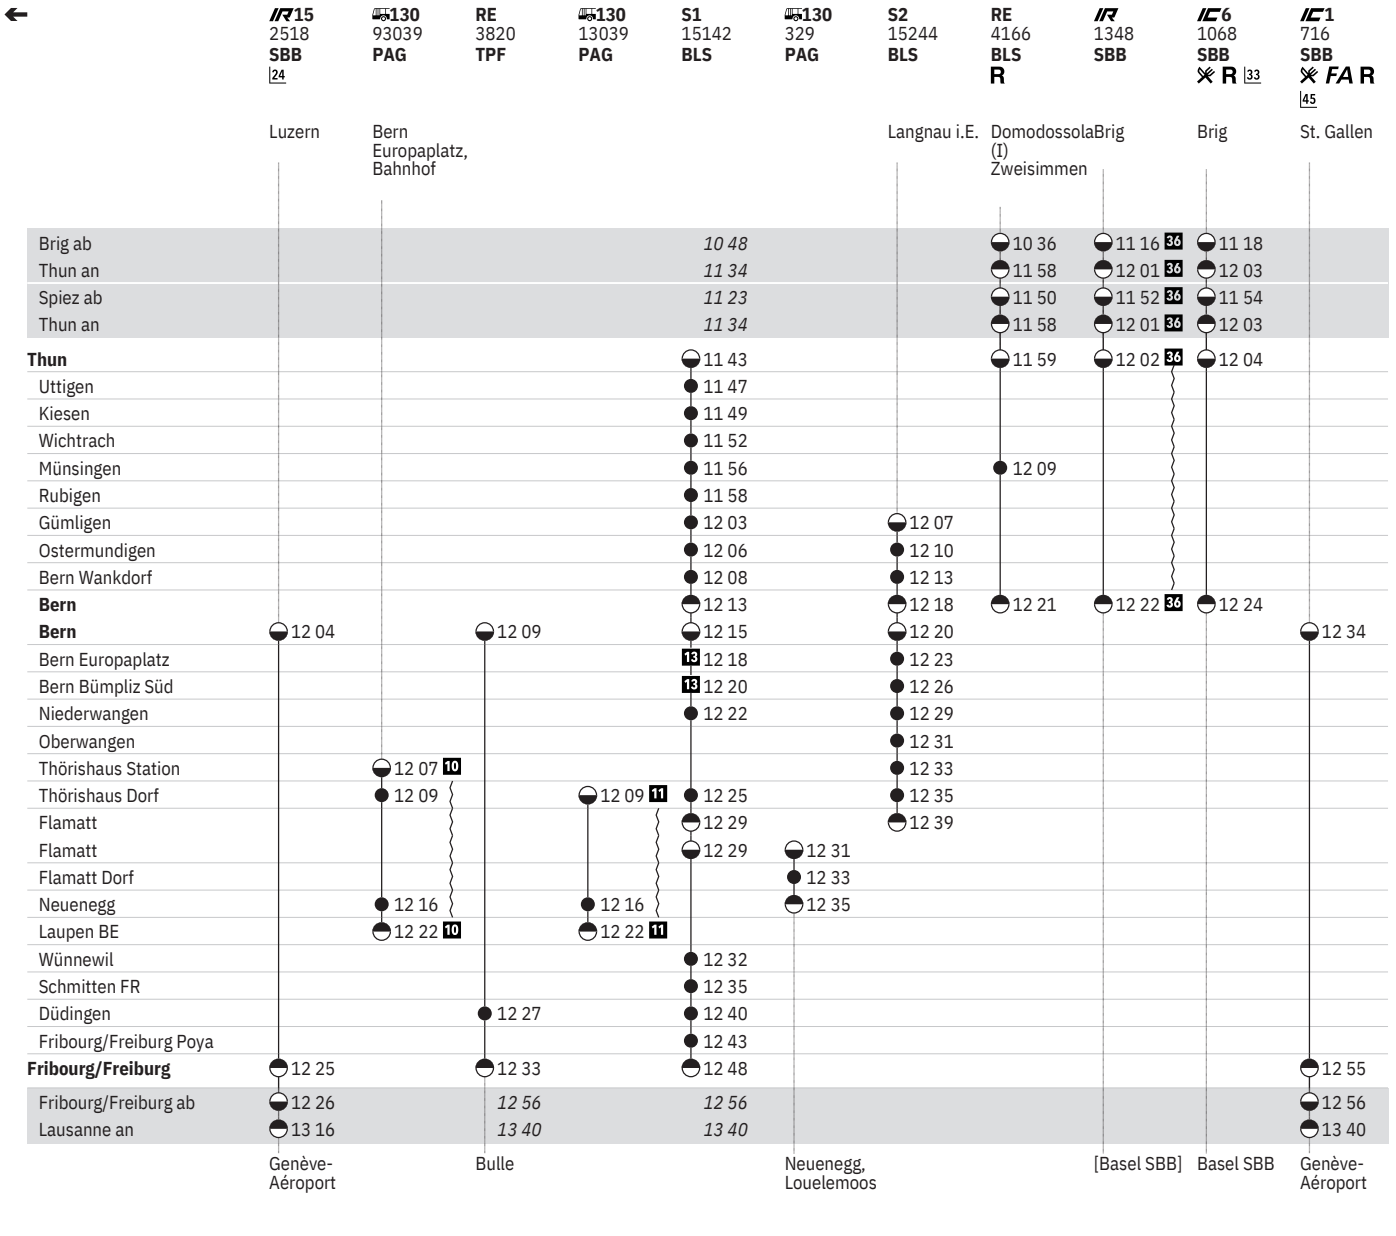 IR 15 130 RE 130 S1 130 S2 RE IR IC 6 IC 1
2518 93039 3820 13039 15142 329 15244 4166 1348 1068 716
SBB PAG TPF PAG BLS PAG BLS BLS SBB SBB SBB
24 R R 33 FA R
45
Luzern Bern Langnau i.E. Domodossola Brig Brig St. Gallen
Europaplatz, (I)
Bahnhof Zweisimmen
Brig ab 10 48 10 36 11 16 36 11 18
Thun an 11 34 11 58 12 01 36 12 03
Spiez ab 11 23 11 50 11 52 36 11 54
Thun an 11 34 11 58 12 01 36 12 03
Thun 11 43 11 59 12 02 36 12 04
Uttigen 11 47
Kiesen 11 49
Wichtrach 11 52
Münsingen 11 56 12 09
Rubigen 11 58
Gümligen 12 03 12 07
Ostermundigen 12 06 12 10
Bern Wankdorf 12 08 12 13
Bern 12 13 12 18 12 21 12 22 36 12 24
Bern 12 04 12 09 12 15 12 20 12 34
Bern Europaplatz 13 12 18 12 23
Bern Bümpliz Süd 13 12 20 12 26
Niederwangen 12 22 12 29
Oberwangen 12 31
Thörishaus Station 12 07 10 12 33
Thörishaus Dorf 12 09 12 09 11 12 25 12 35
Flamatt 12 29 12 39
Flamatt 12 29 12 31
Flamatt Dorf 12 33
Neuenegg 12 16 12 16 12 35
Laupen BE 12 22 10 12 22 11
Wünnewil 12 32
Schmitten FR 12 35
Düdingen 12 27 12 40
Fribourg/Freiburg Poya 12 43
Fribourg/Freiburg 12 25 12 33 12 48 12 55
Fribourg/Freiburg ab 12 26 12 56 12 56 12 56
Lausanne an 13 16 13 40 13 40 13 40
Genève- Bulle Neuenegg, [Basel SBB] Basel SBB Genève-
Aéroport Louelemoos Aéroport